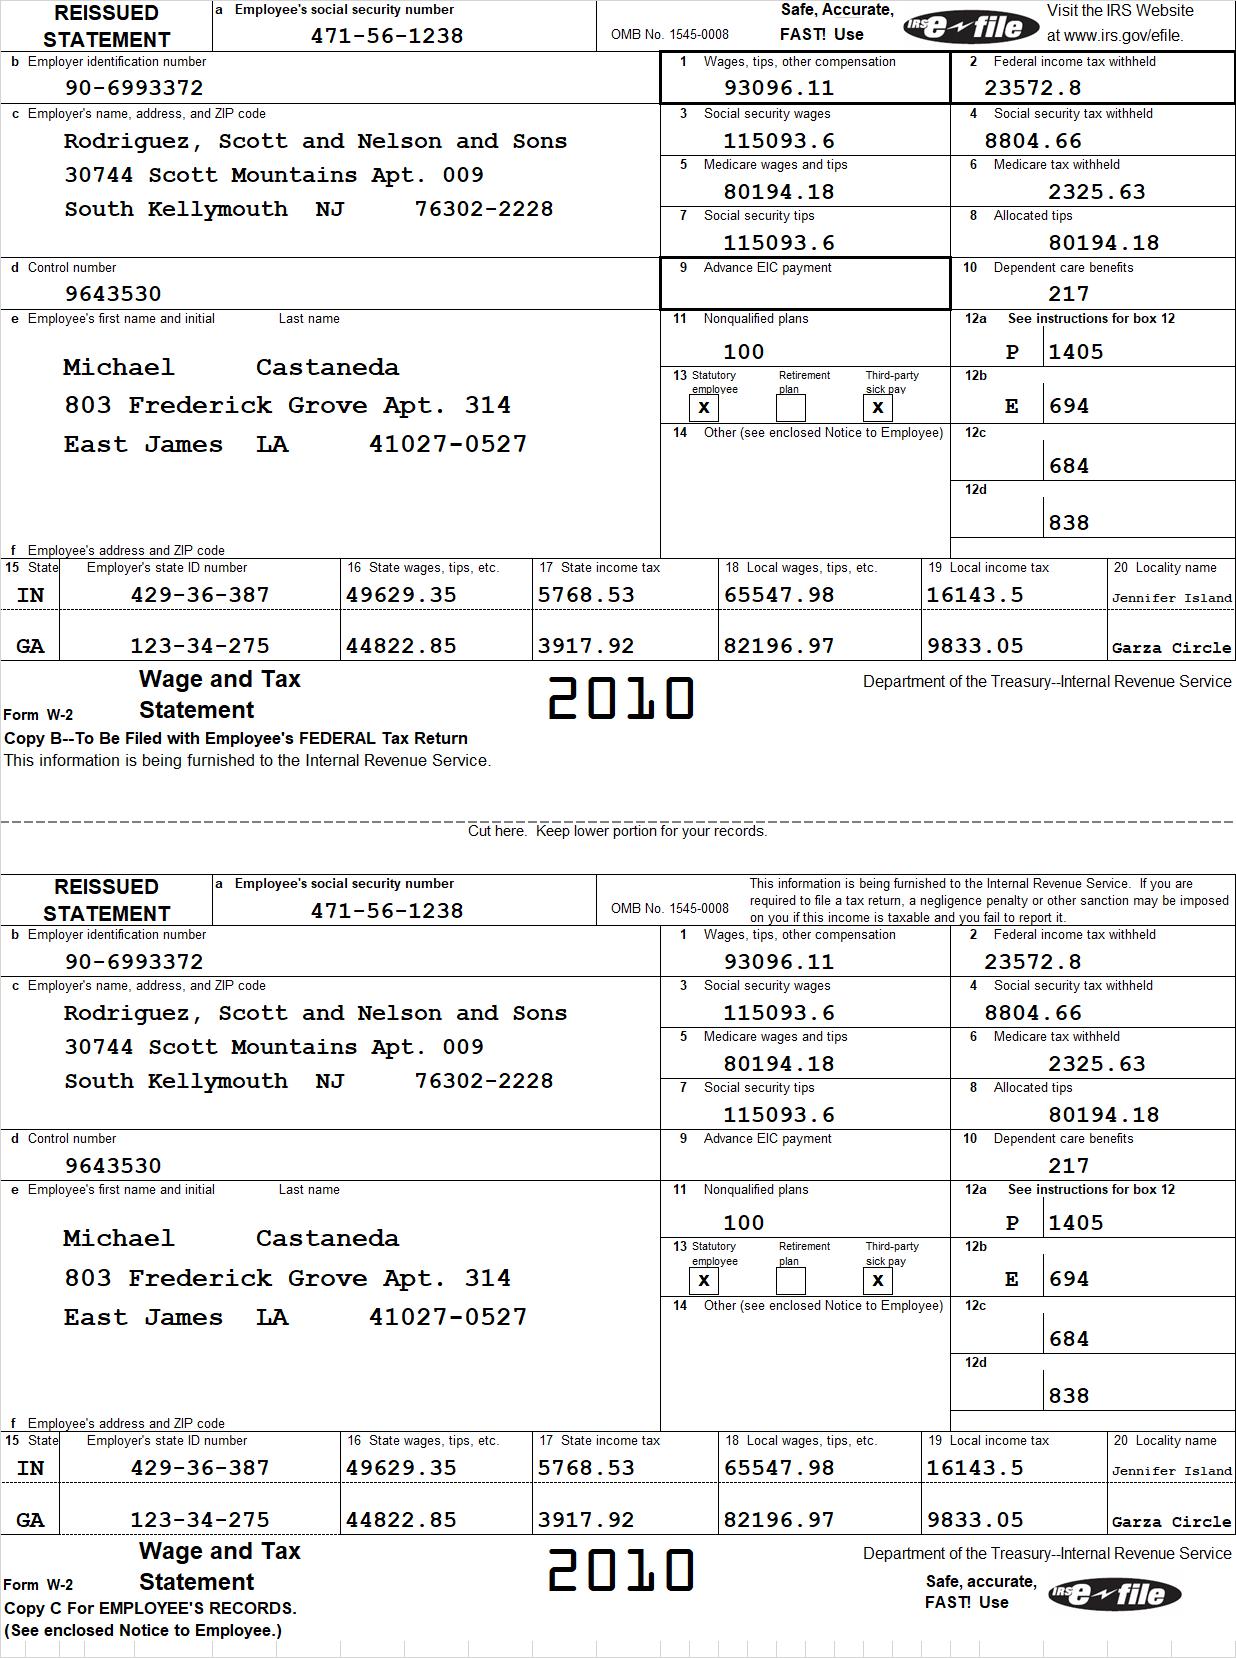 REISSUED STATEMENT
a Employee's social security number
471-56-1238
OMB No. 1545-0008
Safe, Accurate, FAST! Use
IRS e-file
Visit the IRS Website at www.irs.gov/efile.
b Employer identification number
90-6993372
1 Wages, tips, other compensation
93096.11
2 Federal income tax withheld
23572.8
c Employer's name, address, and ZIP code
Rodriguez, Scott and Nelson and Sons
30744 Scott Mountains Apt. 009
South Kellymouth NJ 76302-2228
3 Social security wages
115093.6
4 Social security tax withheld
8804.66
5 Medicare wages and tips
80194.18
6 Medicare tax withheld
2325.63
7 Social security tips
115093.6
8 Allocated tips
80194.18
d Control number
9643530
9 Advance EIC payment
10 Dependent care benefits
217
e Employee's first name and initial Last name
Michael Castaneda
803 Frederick Grove Apt. 314
East James LA 41027-0527
11 Nonqualified plans
100
12a See instructions for box 12
P 1405
13 Statutory employee Retirement plan Third-party sick pay
X X
12b
E 694
14 Other (see enclosed Notice to Employee)
12c
684
12d
838
f Employee's address and ZIP code
15 State Employer's state ID number 16 State wages, tips, etc. 17 State income tax 18 Local wages, tips, etc. 19 Local income tax 20 Locality name
IN 429-36-387 49629.35 5768.53 65547.98 16143.5 Jennifer Island
GA 123-34-275 44822.85 3917.92 82196.97 9833.05 Garza Circle
Form W-2 Wage and Tax Statement
2010
Department of the Treasury--Internal Revenue Service
Copy B--To Be Filed with Employee's FEDERAL Tax Return
This information is being furnished to the Internal Revenue Service.
Cut here. Keep lower portion for your records.
REISSUED STATEMENT
a Employee's social security number
471-56-1238
OMB No. 1545-0008
This information is being furnished to the Internal Revenue Service. If you are
required to file a tax return, a negligence penalty or other sanction may be imposed
on you if this income is taxable and you fail to report it.
b Employer identification number
90-6993372
1 Wages, tips, other compensation
93096.11
2 Federal income tax withheld
23572.8
c Employer's name, address, and ZIP code
Rodriguez, Scott and Nelson and Sons
30744 Scott Mountains Apt. 009
South Kellymouth NJ 76302-2228
3 Social security wages
115093.6
4 Social security tax withheld
8804.66
5 Medicare wages and tips
80194.18
6 Medicare tax withheld
2325.63
7 Social security tips
115093.6
8 Allocated tips
80194.18
d Control number
9643530
9 Advance EIC payment
10 Dependent care benefits
217
e Employee's first name and initial Last name
Michael Castaneda
803 Frederick Grove Apt. 314
East James LA 41027-0527
11 Nonqualified plans
100
12a See instructions for box 12
P 1405
13 Statutory employee Retirement plan Third-party sick pay
X X
12b
E 694
14 Other (see enclosed Notice to Employee)
12c
684
12d
838
f Employee's address and ZIP code
15 State Employer's state ID number 16 State wages, tips, etc. 17 State income tax 18 Local wages, tips, etc. 19 Local income tax 20 Locality name
IN 429-36-387 49629.35 5768.53 65547.98 16143.5 Jennifer Island
GA 123-34-275 44822.85 3917.92 82196.97 9833.05 Garza Circle
Form W-2 Wage and Tax Statement
2010
Department of the Treasury--Internal Revenue Service
Safe, accurate, FAST! Use
IRS e-file
Copy C For EMPLOYEE'S RECORDS.
(See enclosed Notice to Employee.)